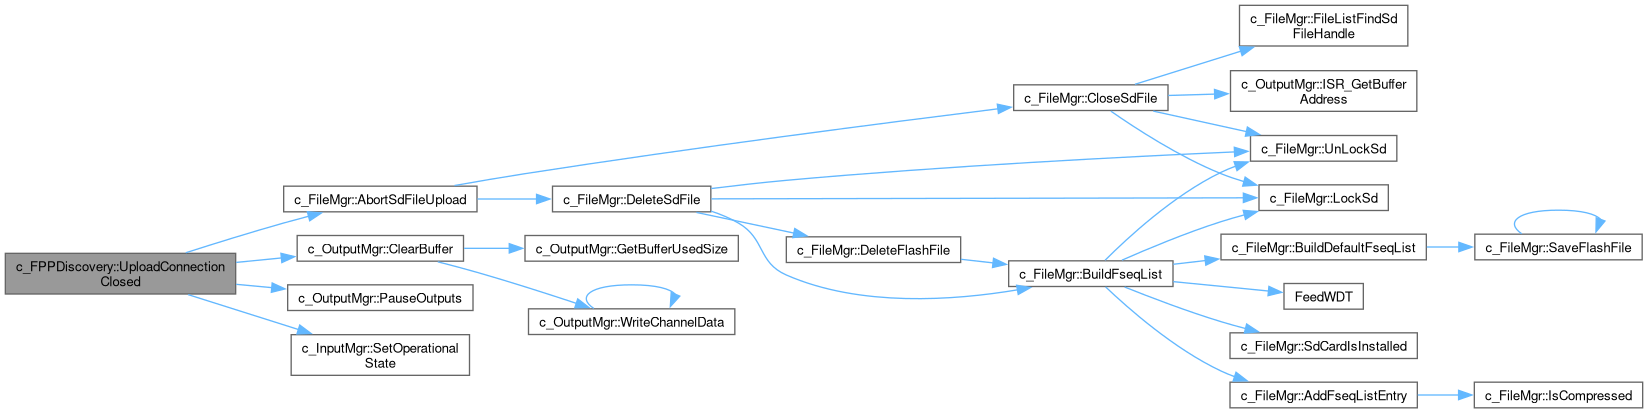 c_FPPDiscovery::UploadConnection
Closed
c_FileMgr::AbortSdFileUpload
c_OutputMgr::ClearBuffer
c_OutputMgr::PauseOutputs
c_InputMgr::SetOperational
State
c_FileMgr::DeleteSdFile
c_OutputMgr::GetBufferUsedSize
c_OutputMgr::WriteChannelData
c_FileMgr::DeleteFlashFile
c_FileMgr::CloseSdFile
c_FileMgr::BuildFseqList
c_FileMgr::FileListFindSd
FileHandle
c_OutputMgr::ISR_GetBuffer
Address
c_FileMgr::UnLockSd
c_FileMgr::LockSd
c_FileMgr::BuildDefaultFseqList
FeedWDT
c_FileMgr::SdCardIsInstalled
c_FileMgr::AddFseqListEntry
c_FileMgr::SaveFlashFile
c_FileMgr::IsCompressed